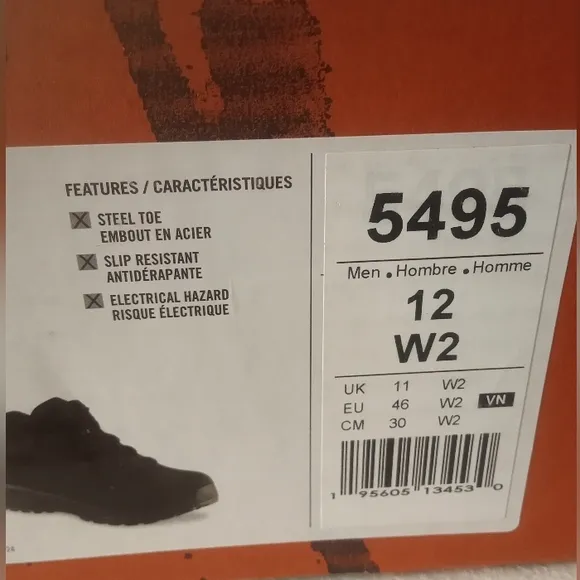 FEATURES / CARACTÉRISTIQUES
STEEL TOE
EMBOUT EN ACIER
SLIP RESISTANT
ANTIDÉRAPANTE
ELECTRICAL HAZARD
RISQUE ÉLECTRIQUE
5495
Men • Hombre • Homme
12
W2
UK 11 W2
EU 46 W2 VN
CM 30 W2
1 95605 13453 0